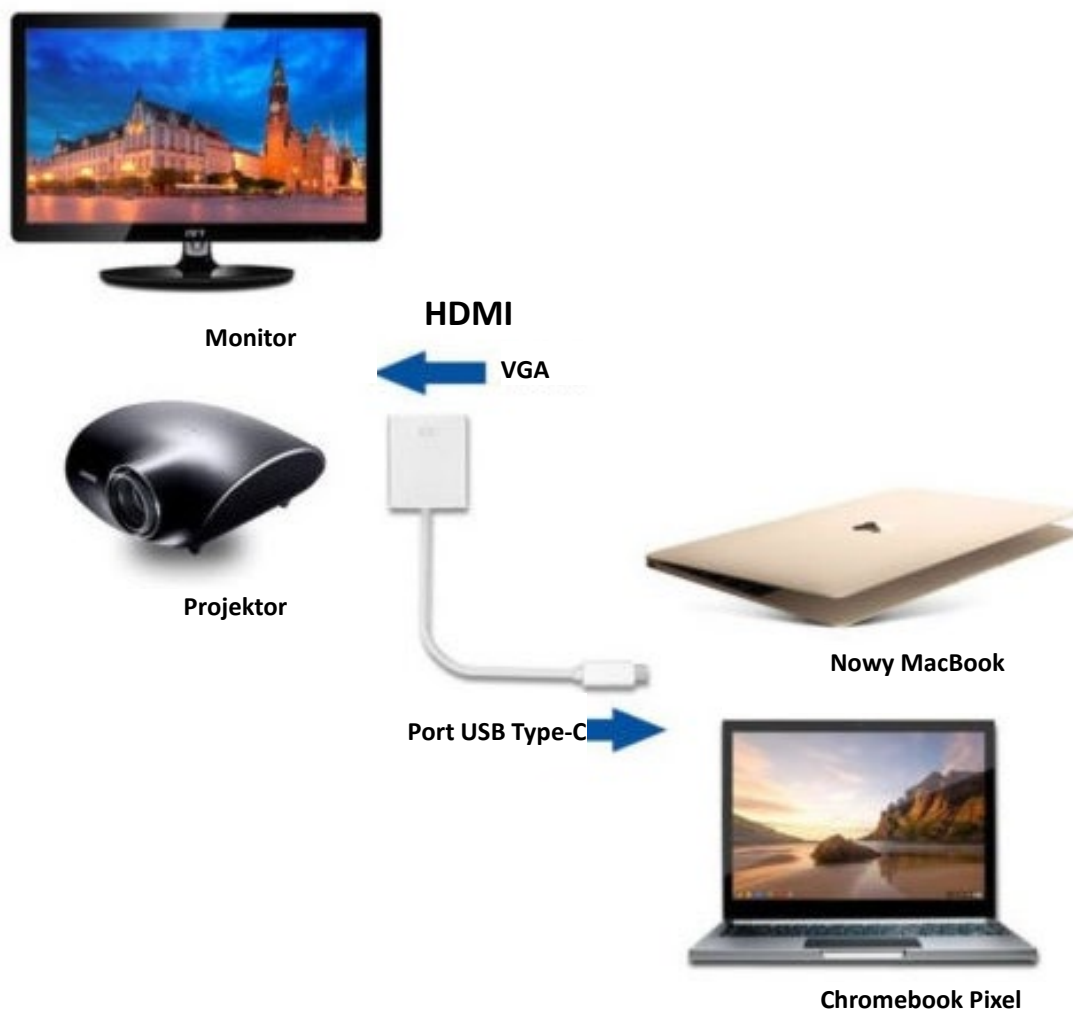 HDMI
Monitor
VGA
Projektor
Nowy MacBook
Port USB Type-C
Chromebook Pixel